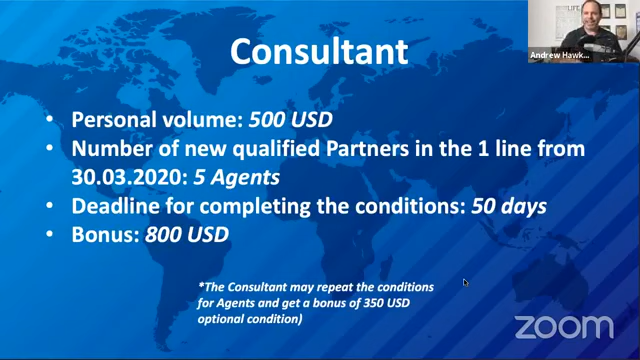 Consultant
Andrew Hawk...
• Personal volume: 500 USD
• Number of new qualified Partners in the 1 line from
30.03.2020: 5 Agents
• Deadline for completing the conditions: 50 days
• Bonus: 800 USD
*The Consultant may repeat the conditions
for Agents and get a bonus of 350 USD
optional condition)
zoom